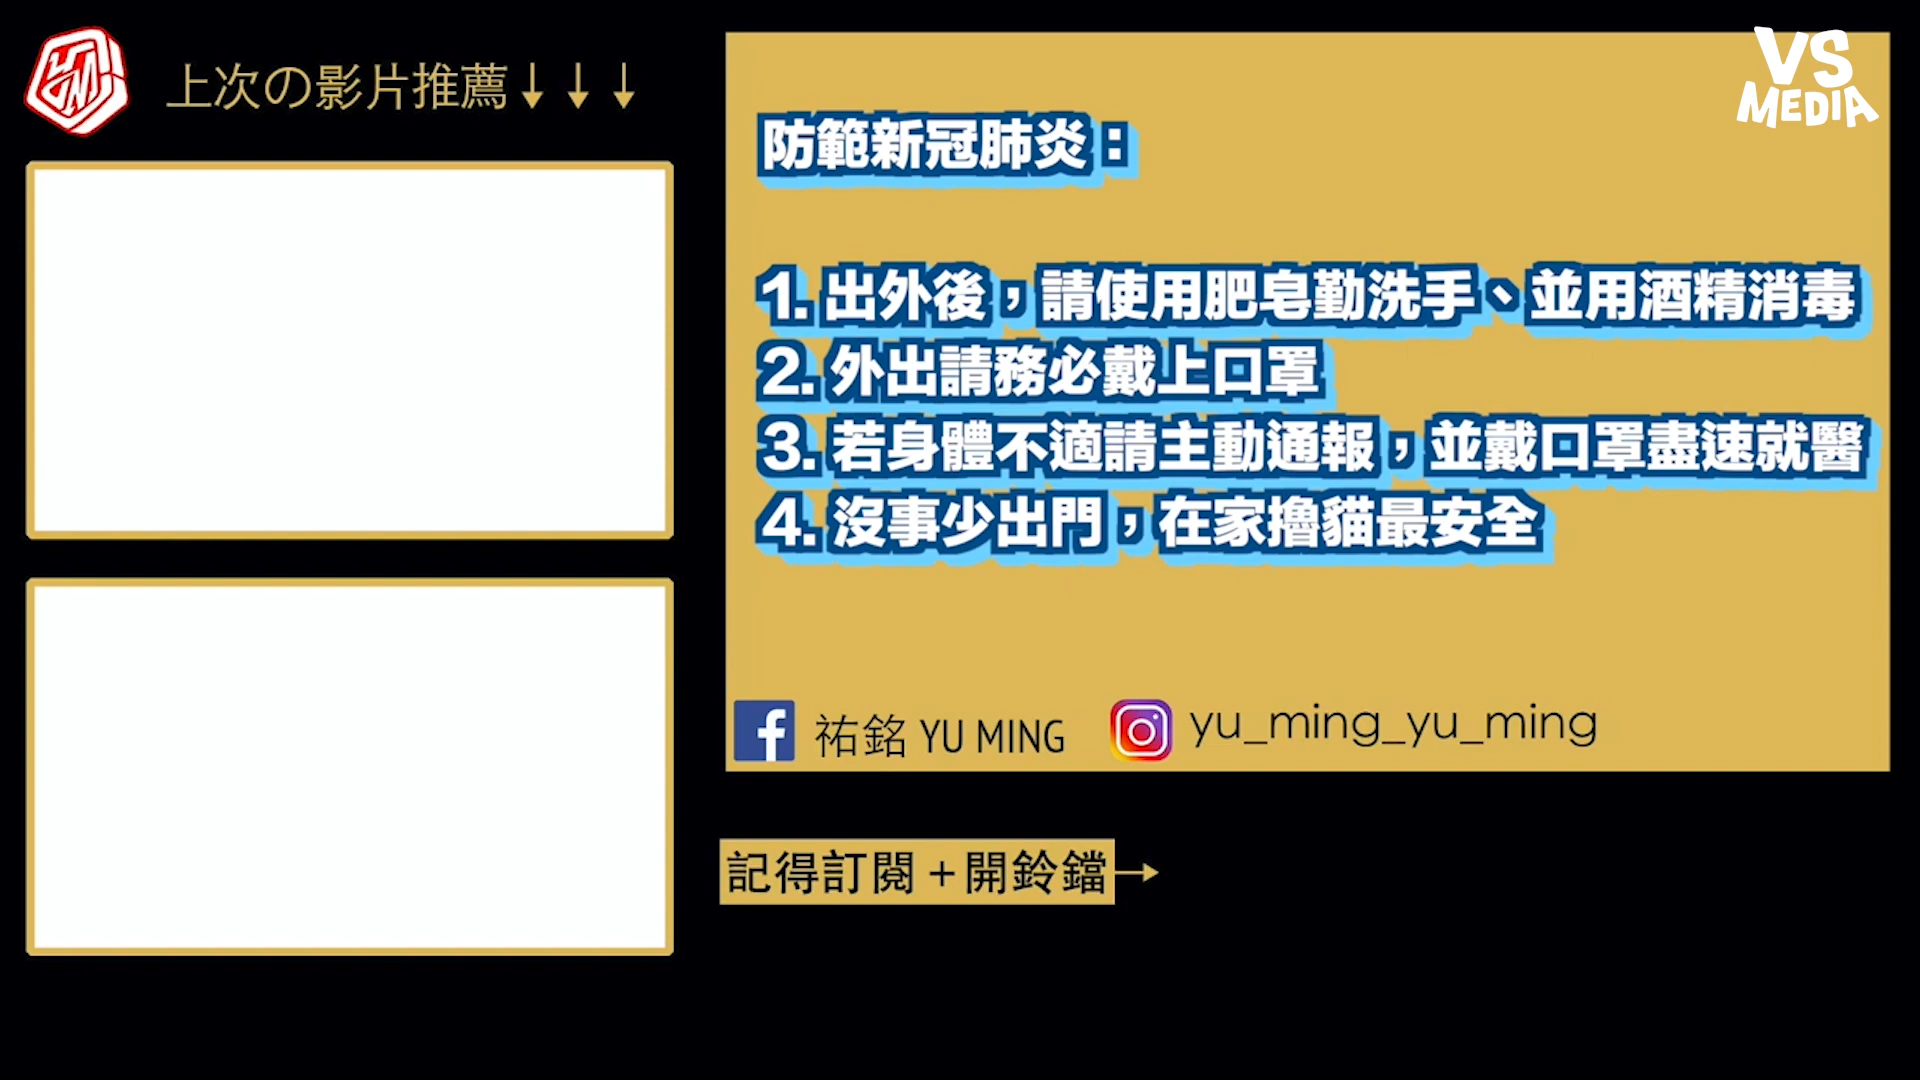 上次の影片推薦↓↓↓
VS
MEDIA
防範新冠肺炎：
1. 出外後，請使用肥皂勤洗手、並用酒精消毒
2. 外出請務必戴上口罩
3. 若身體不適請主動通報，並戴口罩盡速就醫
4. 沒事少出門，在家擼貓最安全
祐銘 YU MING
yu_ming_yu_ming
記得訂閱＋開鈴鐺→